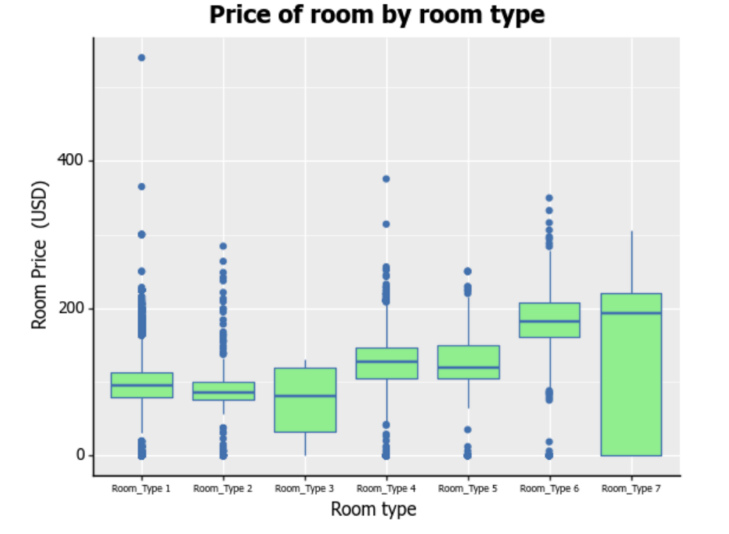 Price of room by room type
Room Price (USD)
400
200
0
Room_Type 1 Room_Type 2 Room_Type 3 Room_Type 4 Room_Type 5 Room_Type 6 Room_Type 7
Room type